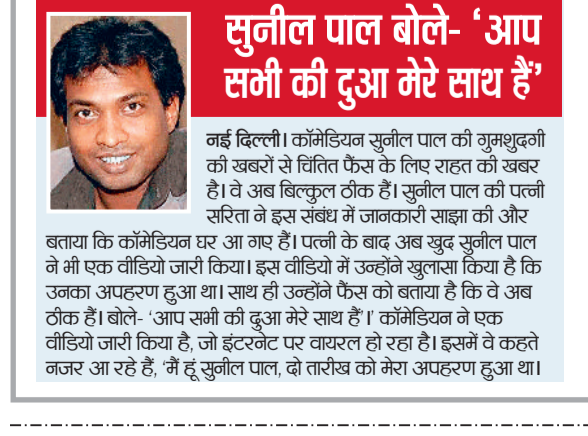 सुनील पाल बोले- ‘आप
सभी की दुआ मेरे साथ हैं’
नई दिल्ली। कॉमेडियन सुनील पाल की गुमशुदगी
की खबरों से चिंतित फैंस के लिए राहत की खबर
है। वे अब बिल्कुल ठीक हैं। सुनील पाल की पत्नी
सरिता ने इस संबंध में जानकारी साझा की और
बताया कि कॉमेडियन घर आ गए हैं। पत्नी के बाद अब खुद सुनील पाल
ने भी एक वीडियो जारी किया। इस वीडियो में उन्होंने खुलासा किया है कि
उनका अपहरण हुआ था। साथ ही उन्होंने फैंस को बताया है कि वे अब
ठीक हैं। बोले- ‘आप सभी की दुआ मेरे साथ हैं’।’ कॉमेडियन ने एक
वीडियो जारी किया है, जो इंटरनेट पर वायरल हो रहा है। इसमें वे कहते
नजर आ रहे हैं, ‘मैं हूं सुनील पाल, दो तारीख को मेरा अपहरण हुआ था।